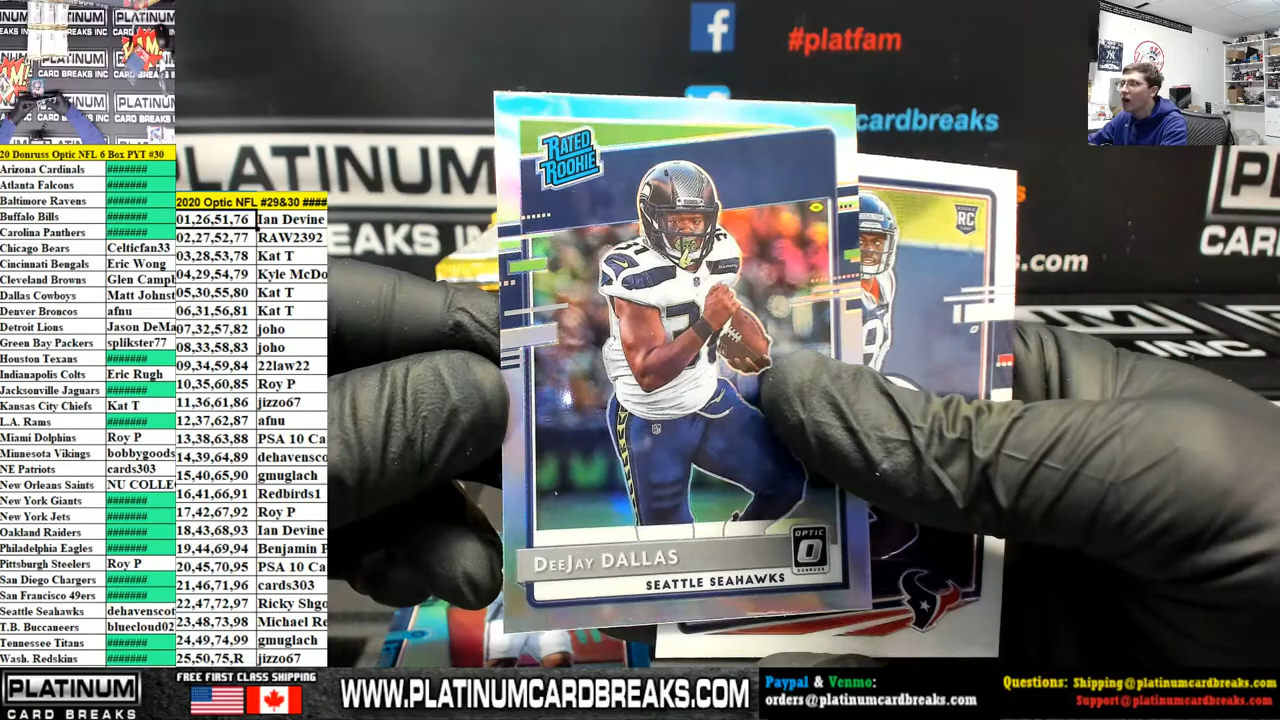 #platfam
cardbreaks
PLATINUM
CARD BREAKS INC
20 Donruss Optic NFL 6 Box PYT #30
Arizona Cardinals #######
Atlanta Falcons #######
Baltimore Ravens #######
Buffalo Bills #######
Carolina Panthers #######
Chicago Bears Celticfan33
Cincinnati Bengals Eric Wong
Cleveland Browns Glen Camp
Dallas Cowboys Matt Johnst
Denver Broncos afnu
Detroit Lions Jason DeMa
Green Bay Packers splikster77
Houston Texans #######
Indianapolis Colts Eric Rugh
Jacksonville Jaguars #######
Kansas City Chiefs Kat T
L.A. Rams #######
Miami Dolphins Roy P
Minnesota Vikings bobbygoods
NE Patriots cards303
New Orleans Saints NU COLLE
New York Giants #######
New York Jets #######
Oakland Raiders #######
Philadelphia Eagles #######
Pittsburgh Steelers Roy P
San Diego Chargers #######
San Francisco 49ers #######
Seattle Seahawks dehavenscot
T.B. Buccaneers bluecloud02
Tennessee Titans #######
Wash. Redskins #######
2020 Optic NFL #29&30 ####
01,26,51,76 Ian Devine
02,27,52,77 RAW2392
03,28,53,78 Kat T
04,29,54,79 Kyle McDo
05,30,55,80 Kat T
06,31,56,81 Kat T
07,32,57,82 joho
08,33,58,83 joho
09,34,59,84 22law22
10,35,60,85 Roy P
11,36,61,86 jizzo67
12,37,62,87 afnu
13,38,63,88 PSA 10 Ca
14,39,64,89 dehavensco
15,40,65,90 gmuglach
16,41,66,91 Redbirds1
17,42,67,92 Roy P
18,43,68,93 Ian Devine
19,44,69,94 Benjamin P
20,45,70,95 PSA 10 Ca
21,46,71,96 cards303
22,47,72,97 Ricky Shgo
23,48,73,98 Michael Re
24,49,74,99 gmuglach
25,50,75,R jizzo67
RATED
ROOKIE
RC
DEEJAY DALLAS
SEATTLE SEAHAWKS
OPTIC
s.com
PLATINUM
CARD BREAKS
FREE FIRST CLASS SHIPPING
WWW.PLATINUMCARDBREAKS.COM
Paypal & Venmo:
orders@platinumcardbreaks.com
Questions: Shipping@platinumcardbreaks.com
Support@platinumcardbreaks.com